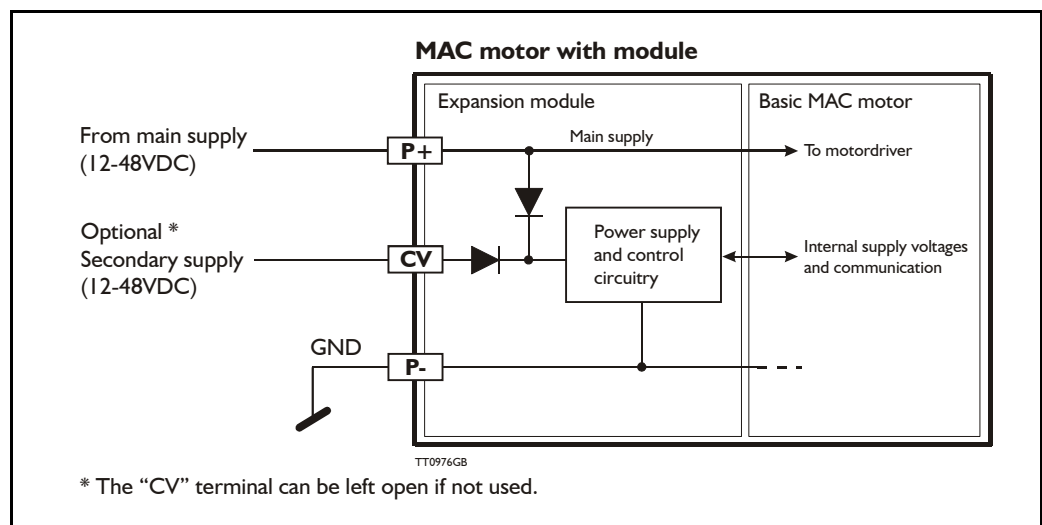 MAC motor with module
Expansion module
Basic MAC motor
From main supply
(12-48VDC)
P+
Main supply
To motordriver
Optional *
Secondary supply
(12-48VDC)
CV
Power supply
and control
circuitry
Internal supply voltages
and communication
GND
P-
TT0976GB
* The “CV” terminal can be left open if not used.